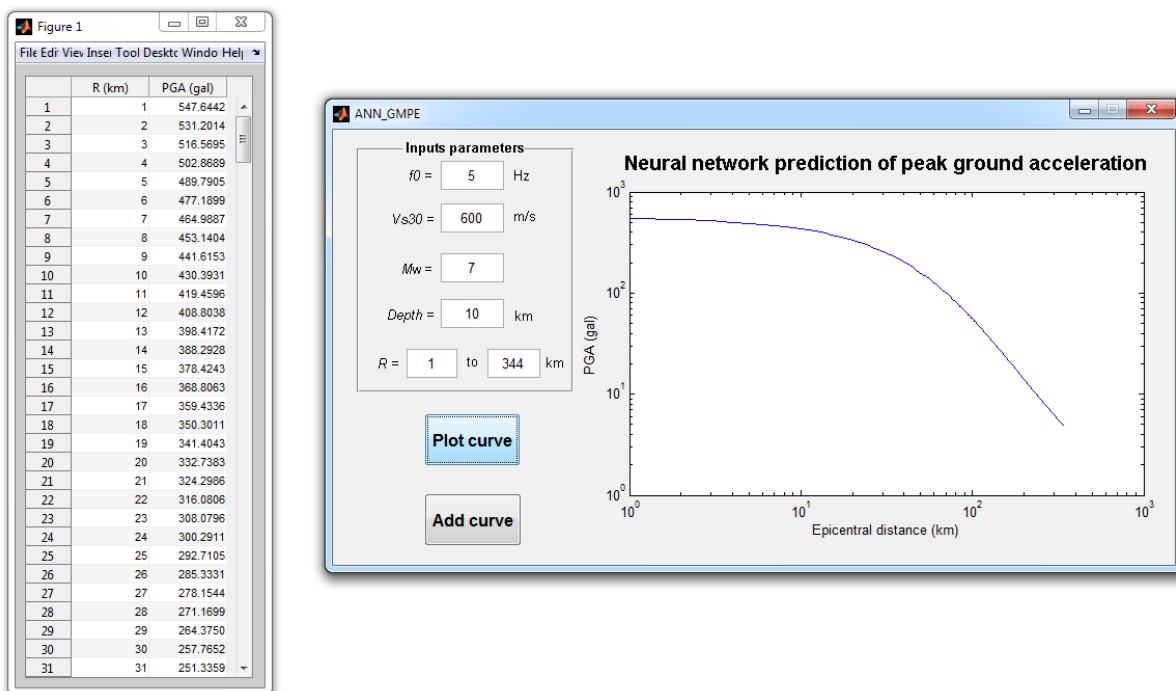 Figure 1
File Edit View Inser Tool Deskto Windo Help
R (km) PGA (gal)
1 1 547.6442
2 2 531.2014
3 3 516.5695
4 4 502.8689
5 5 489.7905
6 6 477.1899
7 7 464.9887
8 8 453.1404
9 9 441.6153
10 10 430.3931
11 11 419.4596
12 12 408.8038
13 13 398.4172
14 14 388.2928
15 15 378.4243
16 16 368.8063
17 17 359.4336
18 18 350.3011
19 19 341.4043
20 20 332.7383
21 21 324.2986
22 22 316.0806
23 23 308.0796
24 24 300.2911
25 25 292.7105
26 26 285.3331
27 27 278.1544
28 28 271.1699
29 29 264.3750
30 30 257.7652
31 31 251.3359
ANN_GMPE
Inputs parameters
f0 = 5 Hz
Vs30 = 600 m/s
Mw = 7
Depth = 10 km
R = 1 to 344 km
Plot curve
Add curve
Neural network prediction of peak ground acceleration
PGA (gal)
10^3
10^2
10^1
10^0
10^0 10^1 10^2 10^3
Epicentral distance (km)